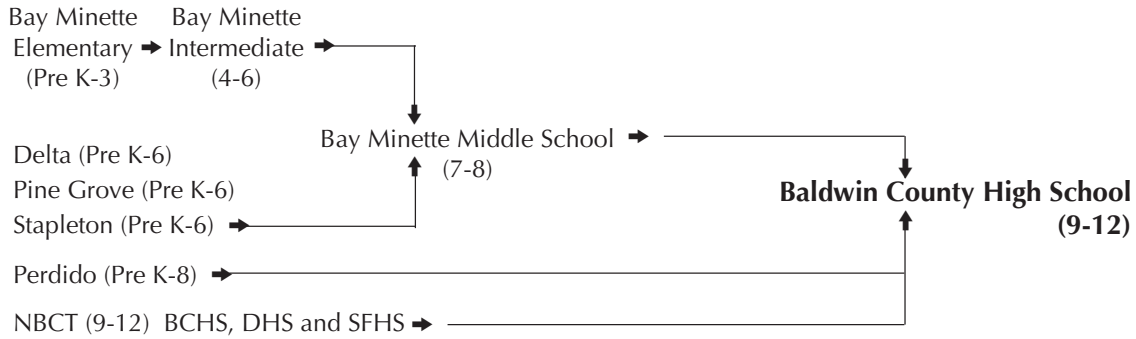 Bay Minette
Elementary
(Pre K-3)
Bay Minette
Intermediate
(4-6)
Bay Minette Middle School
(7-8)
Delta (Pre K-6)
Pine Grove (Pre K-6)
Stapleton (Pre K-6)
Baldwin County High School
(9-12)
Perdido (Pre K-8)
NBCT (9-12) BCHS, DHS and SFHS